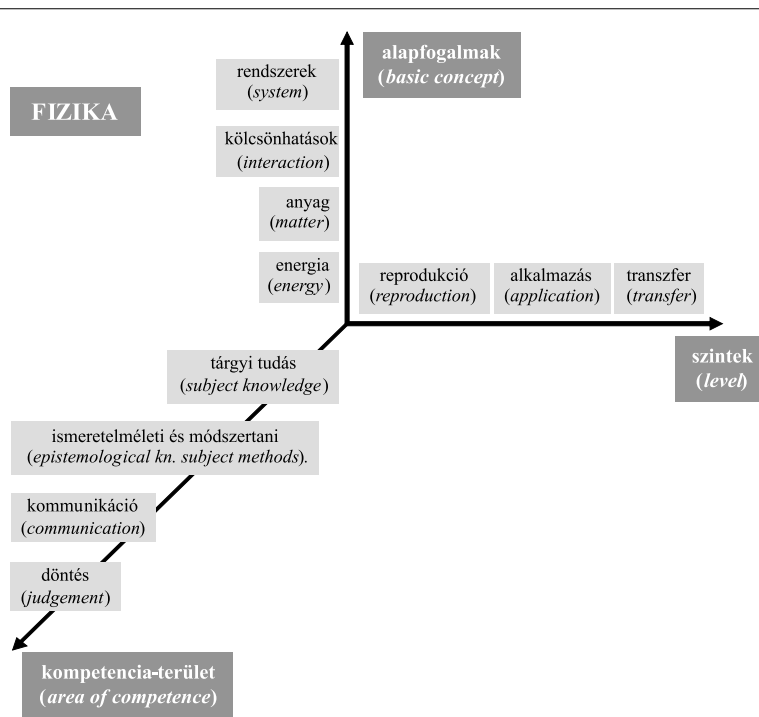 FIZIKA
alapfogalmak
(basic concept)
rendszerek
(system)
kölcsönhatások
(interaction)
anyag
(matter)
energia
(energy)
reprodukció
(reproduction)
alkalmazás
(application)
transzfer
(transfer)
szintek
(level)
tárgyi tudás
(subject knowledge)
ismeretelméleti és módszertani
(epistemological kn. subject methods).
kommunikáció
(communication)
döntés
(judgement)
kompetencia-terület
(area of competence)